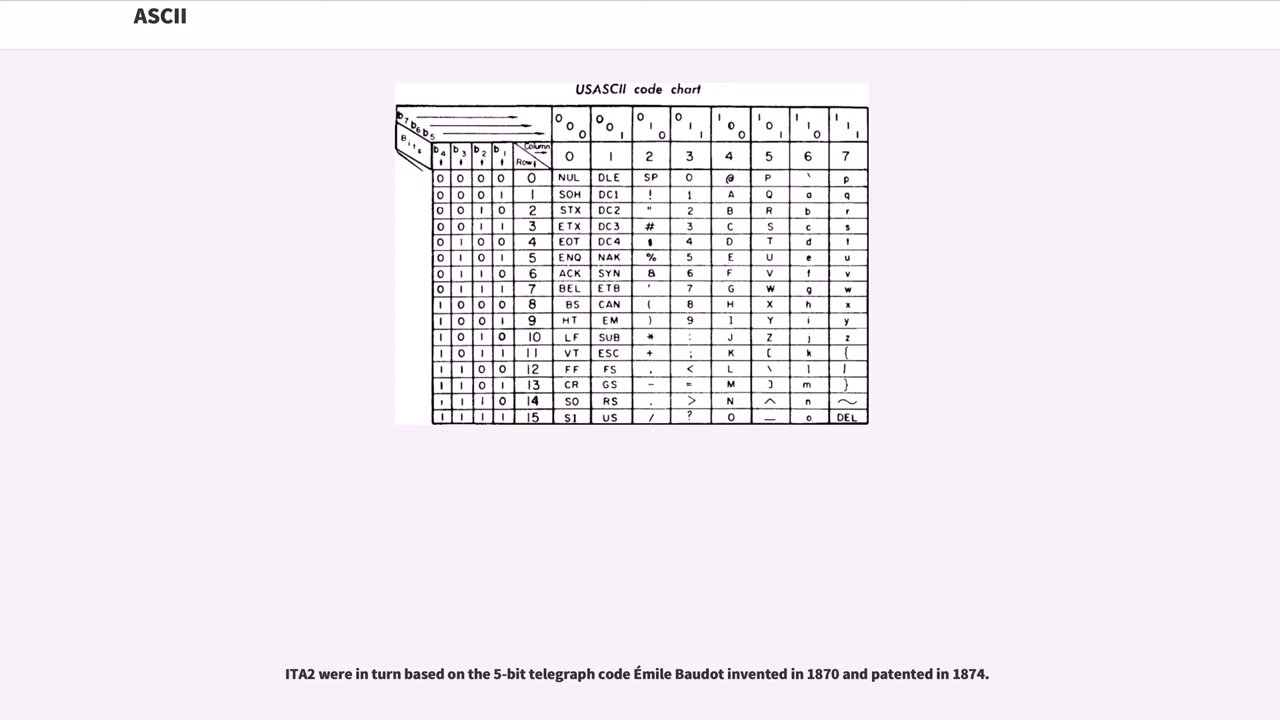 ASCII
USASCII code chart
b7 b6 b5
Bits
0 0 0 0 0 1 0 1 0 0 1 1 1 0 0 1 0 1 1 1 0 1 1 1
b4 b3 b2 b1 Column Row 0 1 2 3 4 5 6 7
0 0 0 0 0 NUL DLE SP 0 @ P ` p
0 0 0 1 1 SOH DC1 ! 1 A Q a q
0 0 1 0 2 STX DC2 " 2 B R b r
0 0 1 1 3 ETX DC3 # 3 C S c s
0 1 0 0 4 EOT DC4 $ 4 D T d t
0 1 0 1 5 ENQ NAK % 5 E U e u
0 1 1 0 6 ACK SYN & 6 F V f v
0 1 1 1 7 BEL ETB ' 7 G W g w
1 0 0 0 8 BS CAN ( 8 H X h x
1 0 0 1 9 HT EM ) 9 I Y i y
1 0 1 0 10 LF SUB * : J Z j z
1 0 1 1 11 VT ESC + ; K [ k {
1 1 0 0 12 FF FS , < L \ l |
1 1 0 1 13 CR GS - = M ] m }
1 1 1 0 14 SO RS . > N ^ n ~
1 1 1 1 15 SI US / ? O _ o DEL
ITA2 were in turn based on the 5-bit telegraph code Émile Baudot invented in 1870 and patented in 1874.